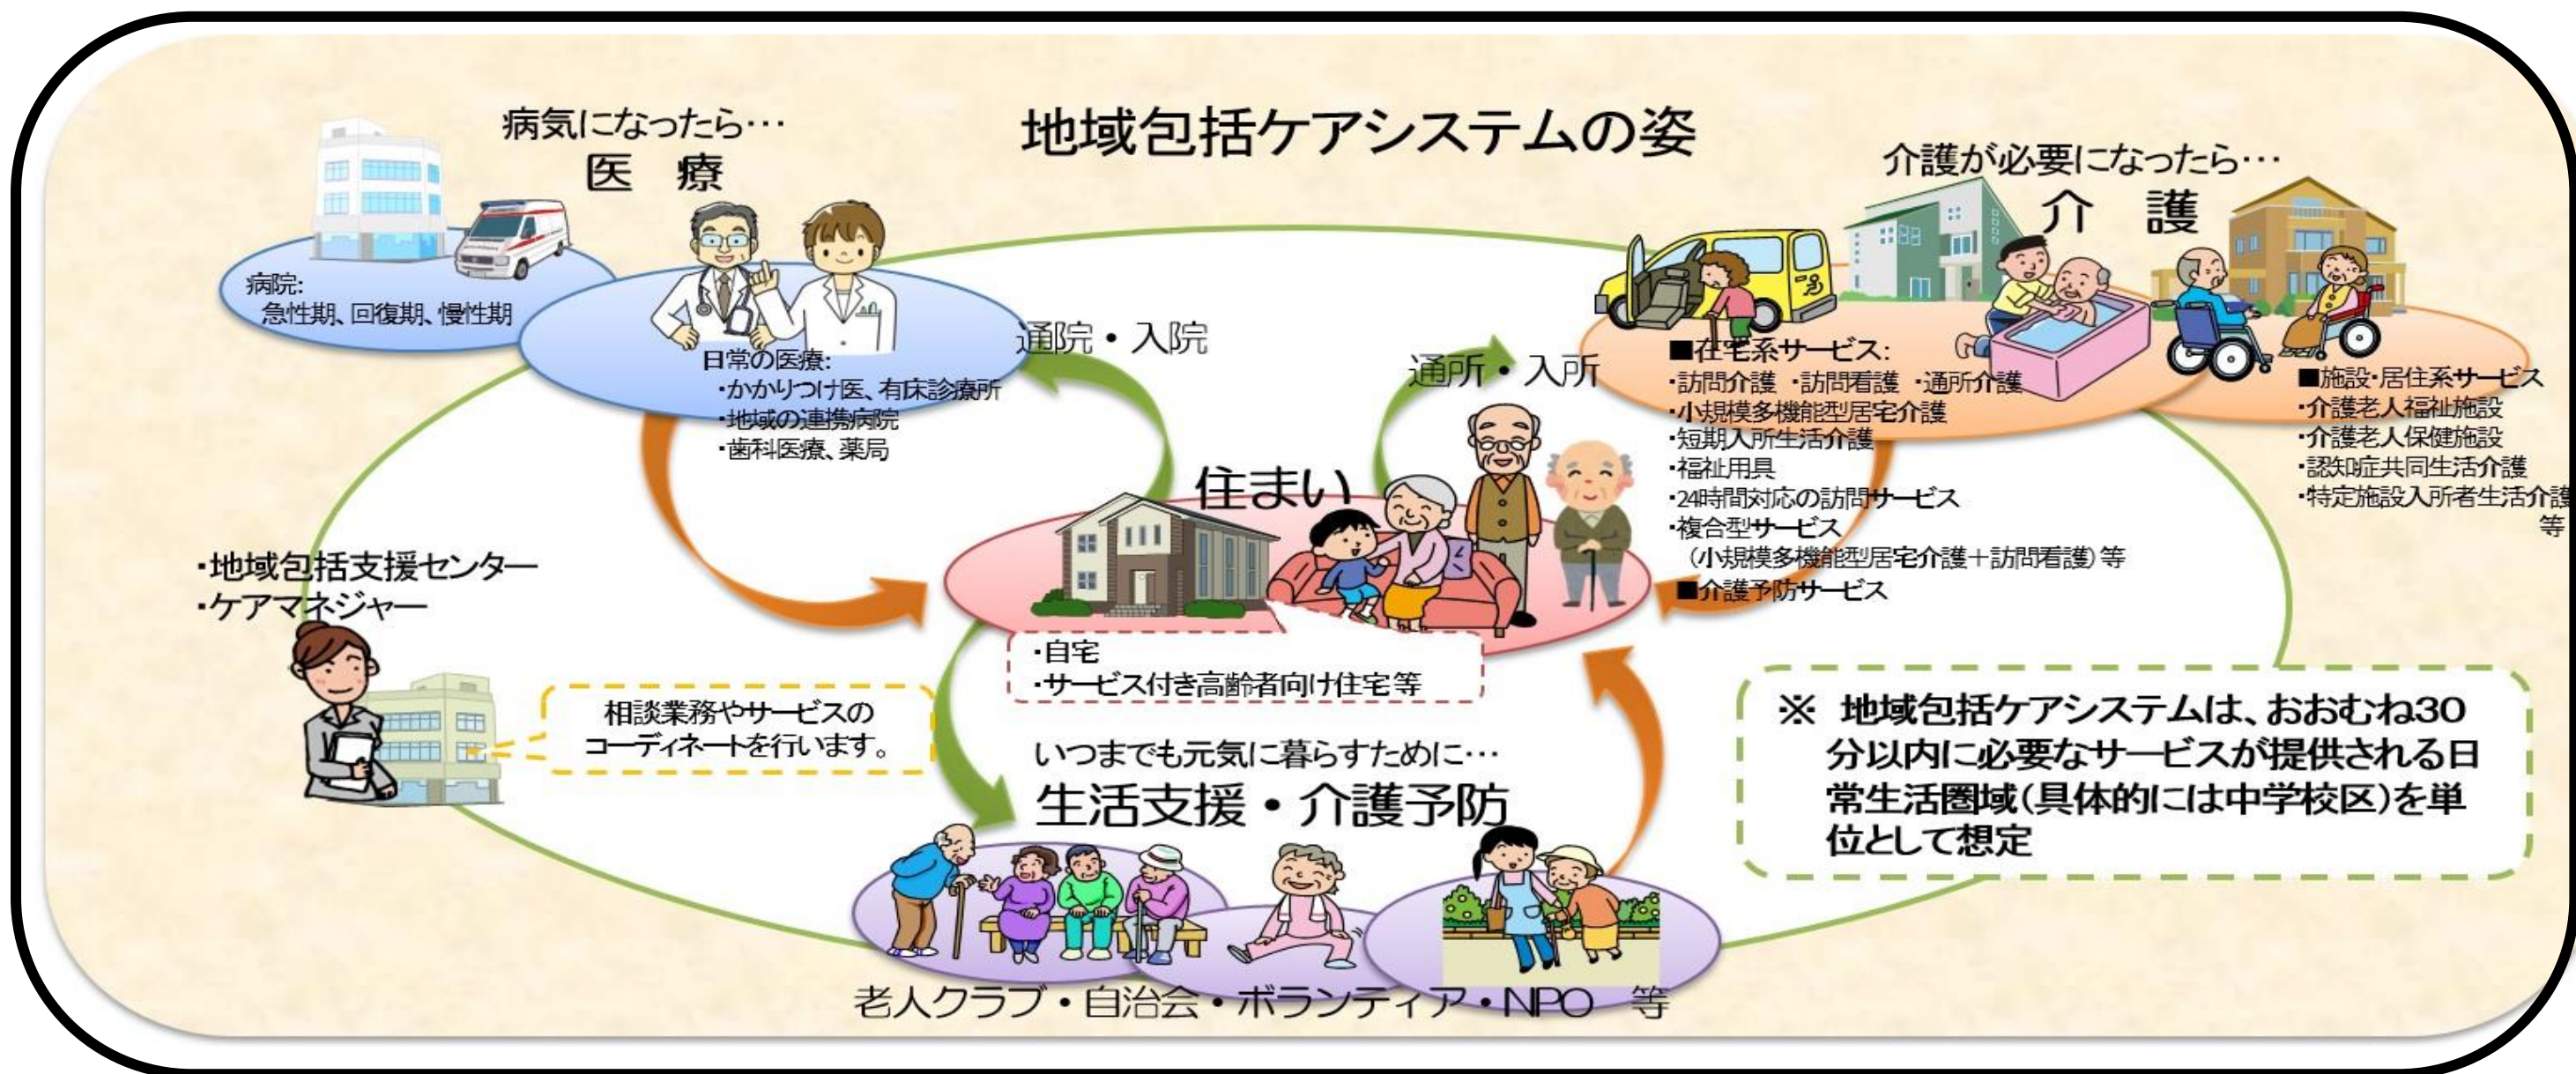 地域包括ケアシステムの姿
病気になったら…
医　療
病院:
急性期、回復期、慢性期
日常の医療:
・かかりつけ医、有床診療所
・地域の連携病院
・歯科医療、薬局
通院・入院
通所・入所
介護が必要になったら…
介　護
■在宅系サービス:
・訪問介護　・訪問看護　・通所介護
・小規模多機能型居宅介護
・短期入所生活介護
・福祉用具
・24時間対応の訪問サービス
・複合型サービス
（小規模多機能型居宅介護＋訪問看護）等
■介護予防サービス
■施設・居住系サービス
・介護老人福祉施設
・介護老人保健施設
・認知症共同生活介護
・特定施設入所者生活介護
等
住まい
・自宅
・サービス付き高齢者向け住宅等
・地域包括支援センター
・ケアマネジャー
相談業務やサービスの
コーディネートを行います。
いつまでも元気に暮らすために…
生活支援・介護予防
老人クラブ・自治会・ボランティア・NPO　等
※　地域包括ケアシステムは、おおむね30
分以内に必要なサービスが提供される日
常生活圏域（具体的には中学校区）を単
位として想定